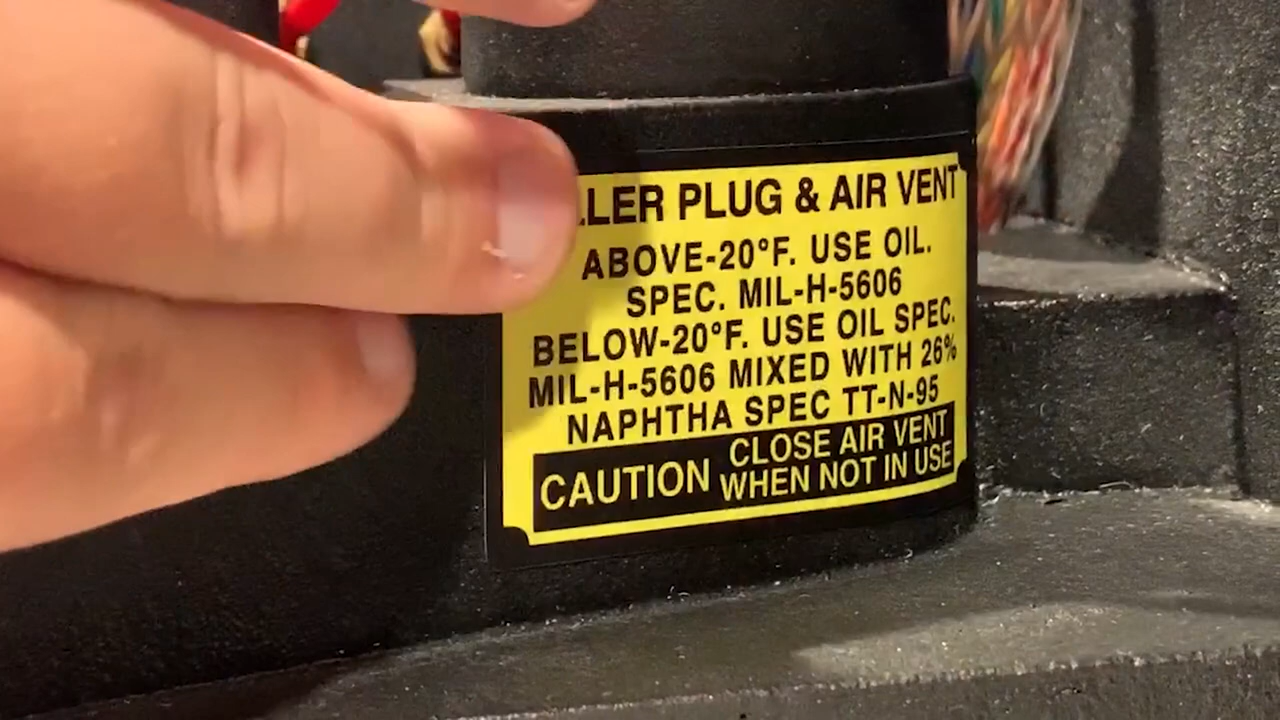 PLUG & AIR VENT
ABOVE-20°F. USE OIL.
SPEC. MIL-H-5606
BELOW-20°F. USE OIL SPEC.
MIL-H-5606 MIXED WITH 26%
NAPHTHA SPEC TT-N-95
CAUTION CLOSE AIR VENT
WHEN NOT IN USE